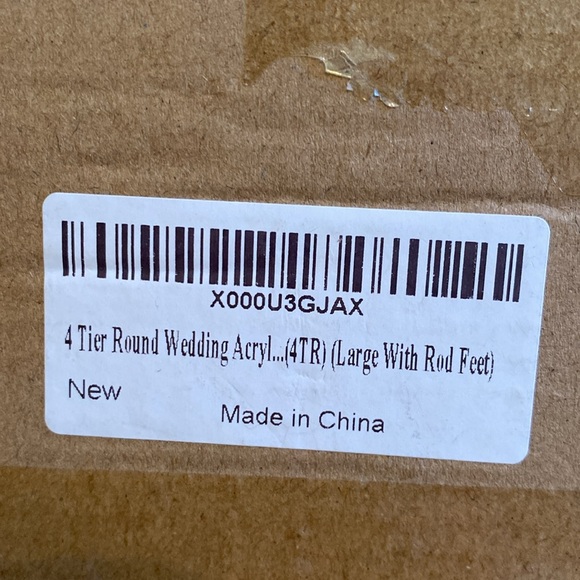 X000U3GJAX
4 Tier Round Wedding Acryl...(4TR) (Large With Rod Feet)
New
Made in China